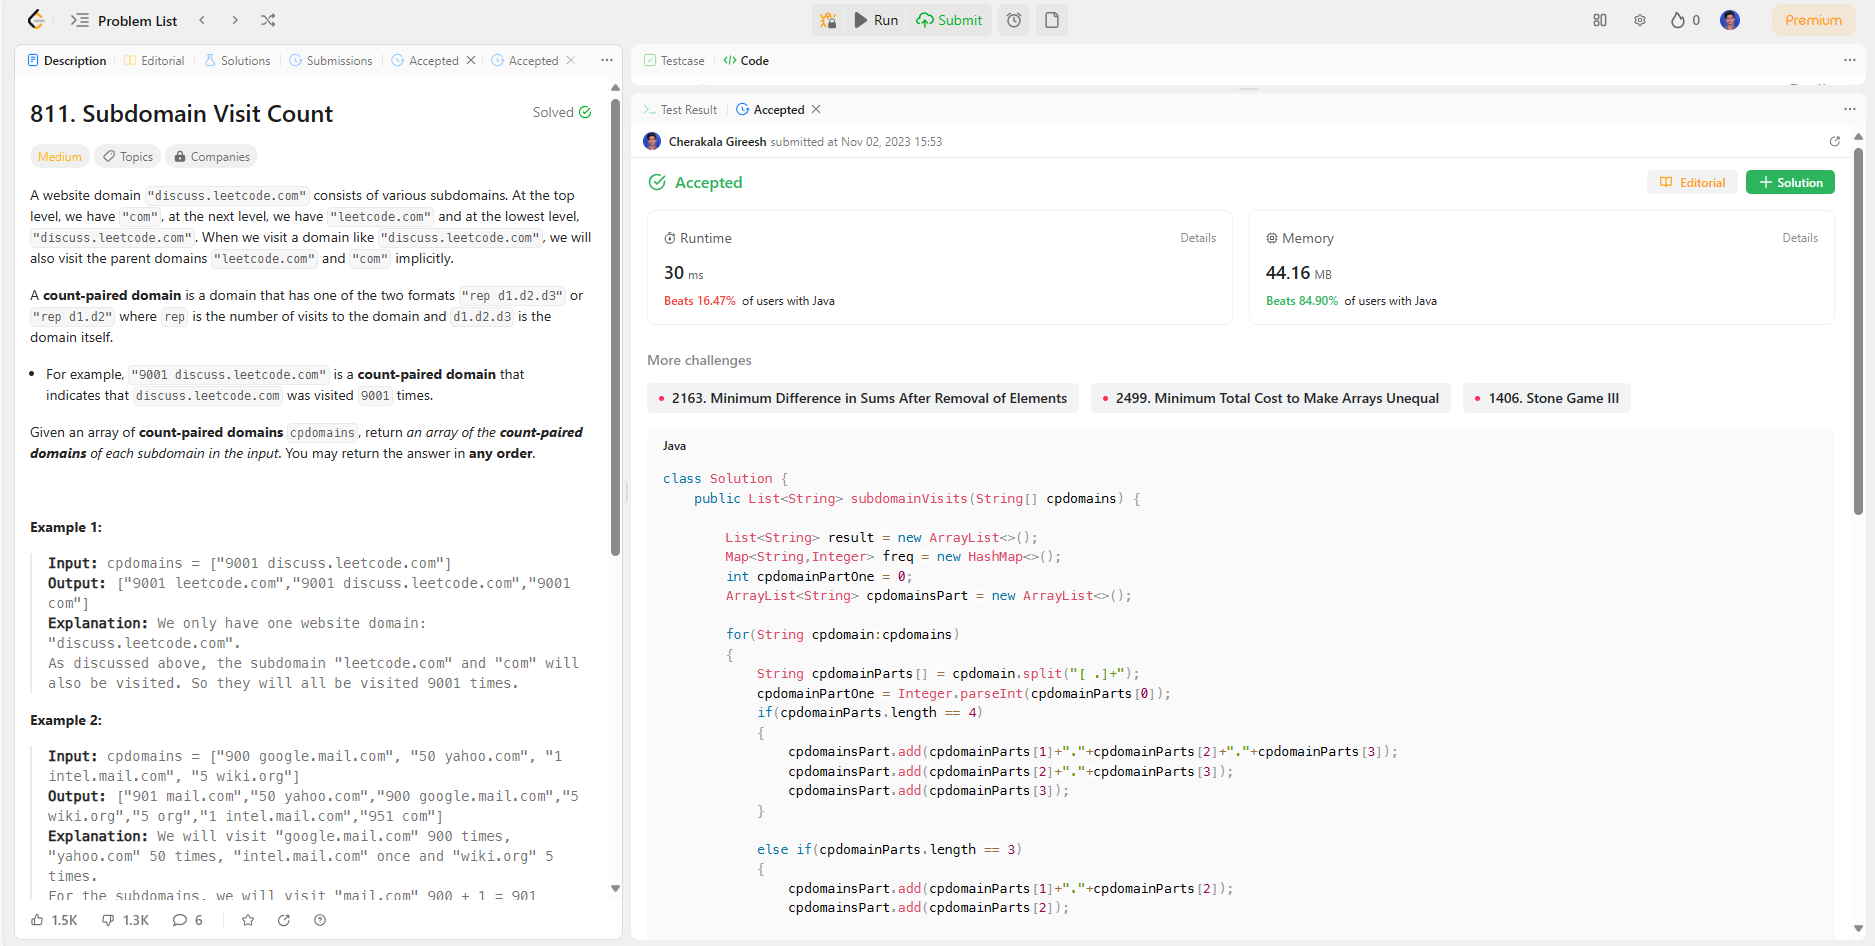 Problem List
Run
Submit
0
Premium
Description
Editorial
Solutions
Submissions
Accepted
Accepted
811. Subdomain Visit Count
Solved
Medium
Topics
Companies
A website domain "discuss.leetcode.com" consists of various subdomains. At the top
level, we have "com", at the next level, we have "leetcode.com" and at the lowest level,
"discuss.leetcode.com". When we visit a domain like "discuss.leetcode.com", we will
also visit the parent domains "leetcode.com" and "com" implicitly.
A count-paired domain is a domain that has one of the two formats "rep d1.d2.d3" or
"rep d1.d2" where rep is the number of visits to the domain and d1.d2.d3 is the
domain itself.
• For example, "9001 discuss.leetcode.com" is a count-paired domain that
indicates that discuss.leetcode.com was visited 9001 times.
Given an array of count-paired domains cpdomains, return an array of the count-paired
domains of each subdomain in the input. You may return the answer in any order.
Example 1:
Input: cpdomains = ["9001 discuss.leetcode.com"]
Output: ["9001 leetcode.com","9001 discuss.leetcode.com","9001
com"]
Explanation: We only have one website domain:
"discuss.leetcode.com".
As discussed above, the subdomain "leetcode.com" and "com" will
also be visited. So they will all be visited 9001 times.
Example 2:
Input: cpdomains = ["900 google.mail.com", "50 yahoo.com", "1
intel.mail.com", "5 wiki.org"]
Output: ["901 mail.com","50 yahoo.com","900 google.mail.com","5
wiki.org","5 org","1 intel.mail.com","951 com"]
Explanation: We will visit "google.mail.com" 900 times,
"yahoo.com" 50 times, "intel.mail.com" once and "wiki.org" 5
times.
For the subdomains, we will visit "mail.com" 900 + 1 = 901
1.5K
1.3K
6
Testcase
Code
Test Result
Accepted
Cherakala Gireesh submitted at Nov 02, 2023 15:53
Accepted
Editorial
Solution
Runtime
Details
30 ms
Beats 16.47% of users with Java
Memory
Details
44.16 MB
Beats 84.90% of users with Java
More challenges
2163. Minimum Difference in Sums After Removal of Elements
2499. Minimum Total Cost to Make Arrays Unequal
1406. Stone Game III
Java
class Solution {
public List<String> subdomainVisits(String[] cpdomains) {
List<String> result = new ArrayList<>();
Map<String,Integer> freq = new HashMap<>();
int cpdomainPartOne = 0;
ArrayList<String> cpdomainsPart = new ArrayList<>();
for(String cpdomain:cpdomains)
{
String cpdomainParts[] = cpdomain.split("[ .]+");
cpdomainPartOne = Integer.parseInt(cpdomainParts[0]);
if(cpdomainParts.length == 4)
{
cpdomainsPart.add(cpdomainParts[1]+"."+cpdomainParts[2]+"."+cpdomainParts[3]);
cpdomainsPart.add(cpdomainParts[2]+"."+cpdomainParts[3]);
cpdomainsPart.add(cpdomainParts[3]);
}
else if(cpdomainParts.length == 3)
{
cpdomainsPart.add(cpdomainParts[1]+"."+cpdomainParts[2]);
cpdomainsPart.add(cpdomainParts[2]);